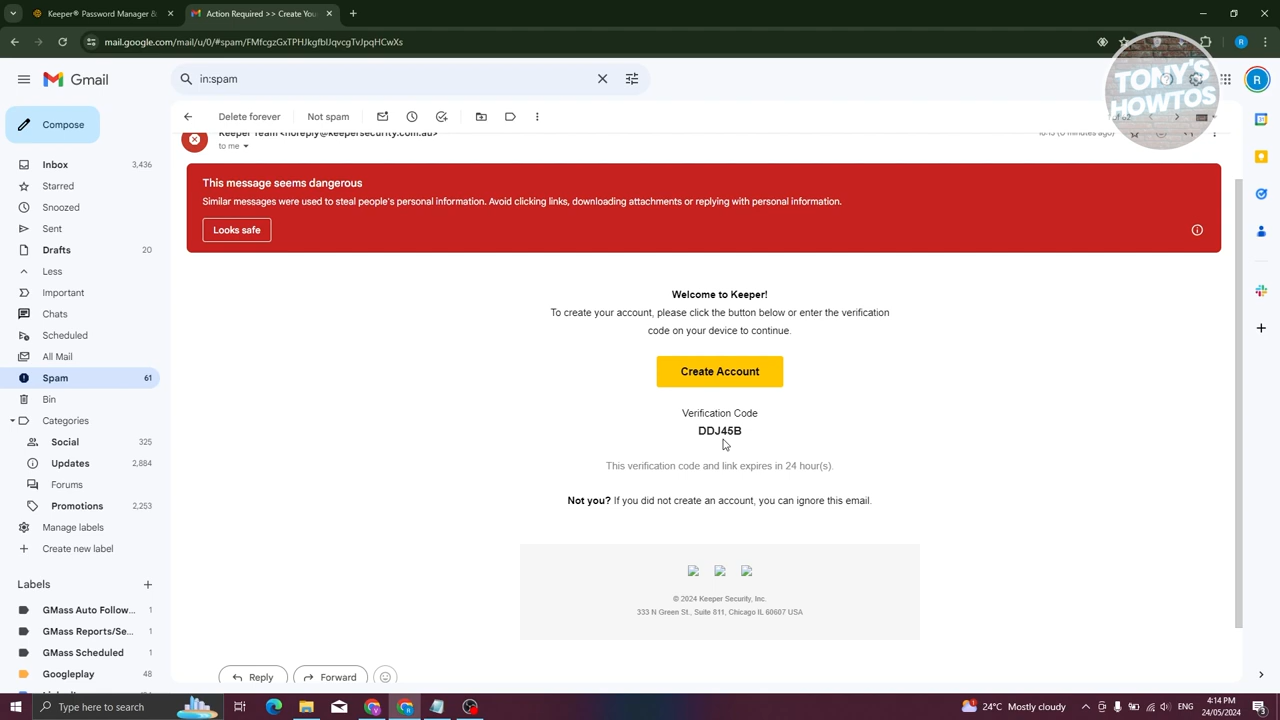 Keeper® Password Manager &
Action Required >> Create You
mail.google.com/mail/u/0/#spam/FMfcgzGxTPHJkgfbIJqvcgTvJpqHCwXs
R
Gmail
in:spam
R
TONY'S
HOWTOS
Compose
Delete forever
Not spam
Keeper Team <noreply@keepersecurity.com.au>
to me
Inbox 3,436
Starred
Snoozed
Sent
Drafts 20
Less
Important
Chats
Scheduled
All Mail
Spam 61
Bin
Categories
Social 325
Updates 2,884
Forums
Promotions 2,253
Manage labels
Create new label
Labels
GMass Auto Follow... 1
GMass Reports/Se... 1
GMass Scheduled 1
Googleplay 48
This message seems dangerous
Similar messages were used to steal people's personal information. Avoid clicking links, downloading attachments or replying with personal information.
Looks safe
Welcome to Keeper!
To create your account, please click the button below or enter the verification
code on your device to continue.
Create Account
Verification Code
DDJ45B
This verification code and link expires in 24 hour(s).
Not you? If you did not create an account, you can ignore this email.
© 2024 Keeper Security, Inc.
333 N Green St., Suite 811, Chicago IL 60607 USA
Reply
Forward
Type here to search
24°C Mostly cloudy
ENG
4:14 PM
24/05/2024